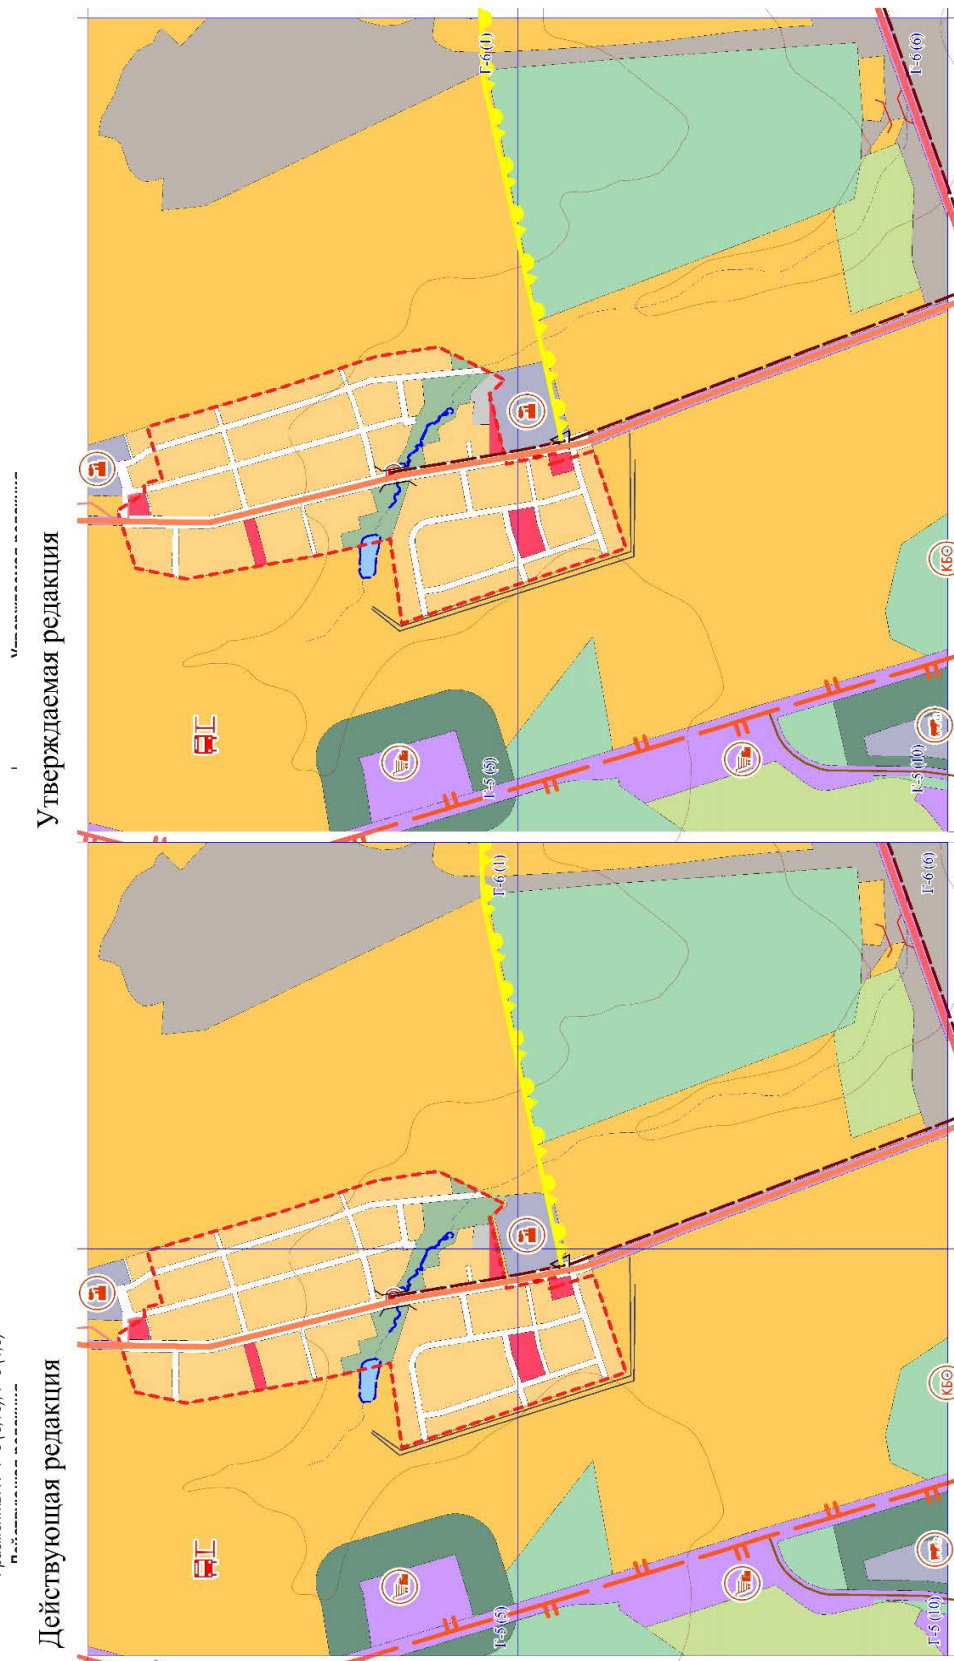 Действующая редакция
Утверждаемая редакция
Г-6 (1)
Г-6 (6)
Г-5 (5)
Г-5 (10)
КБО
Г-6 (1)
Г-6 (6)
Г-5 (5)
Г-5 (10)
КБО